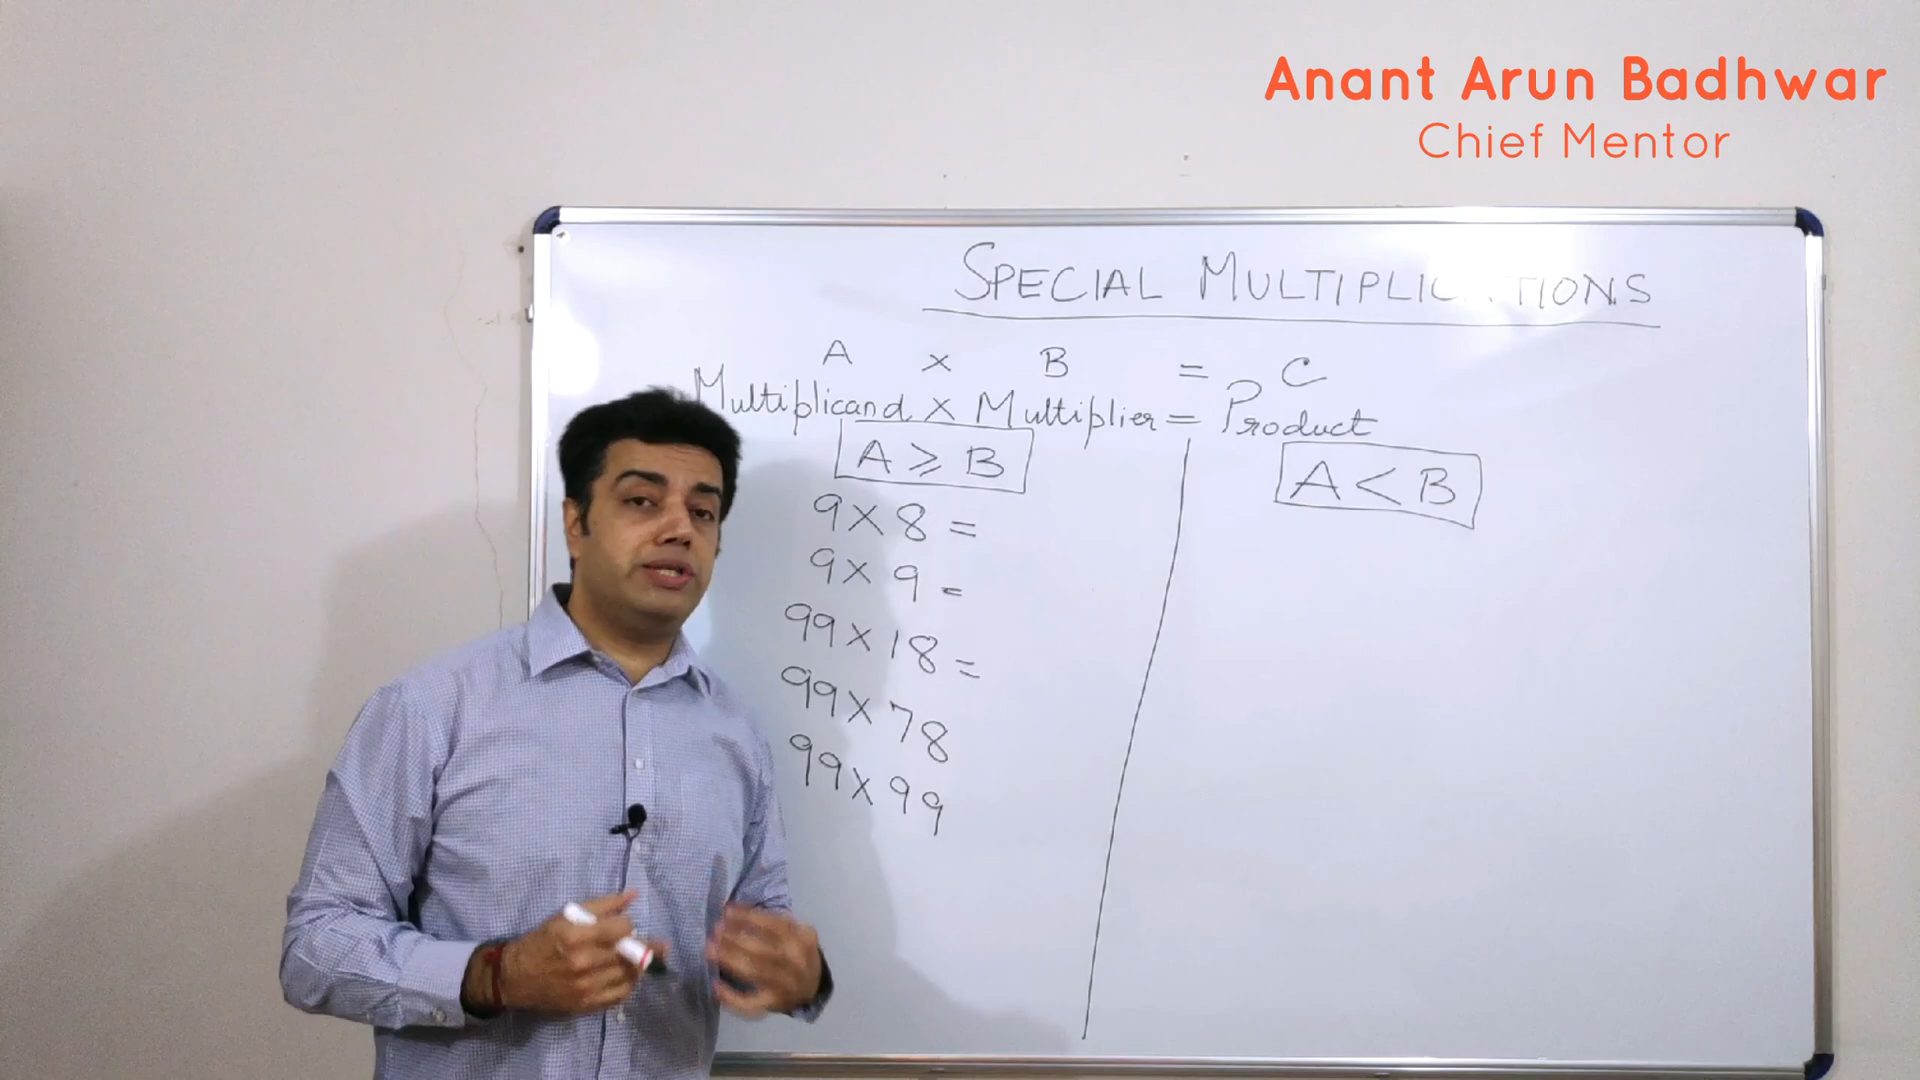 Anant Arun Badhwar
Chief Mentor
SPECIAL MULTIPLICATIONS
A × B = C
Multiplicand × Multiplier = Product
A ⩾ B
A < B
9 × 8 =
9 × 9 =
99 × 18 =
99 × 78
99 × 99